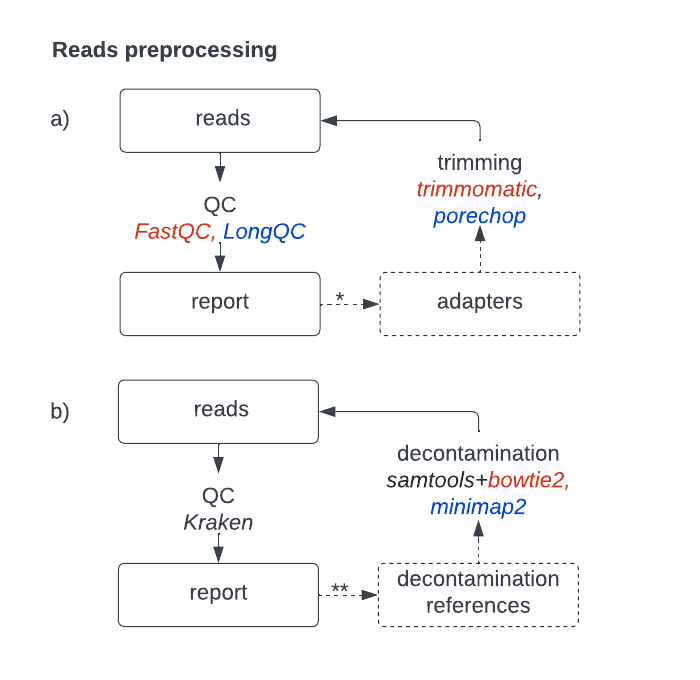 Reads preprocessing
a)
reads
trimming
trimmomatic,
porechop
QC
FastQC, LongQC
report
*
adapters
b)
reads
decontamination
samtools+bowtie2,
minimap2
QC
Kraken
report
**
decontamination
references